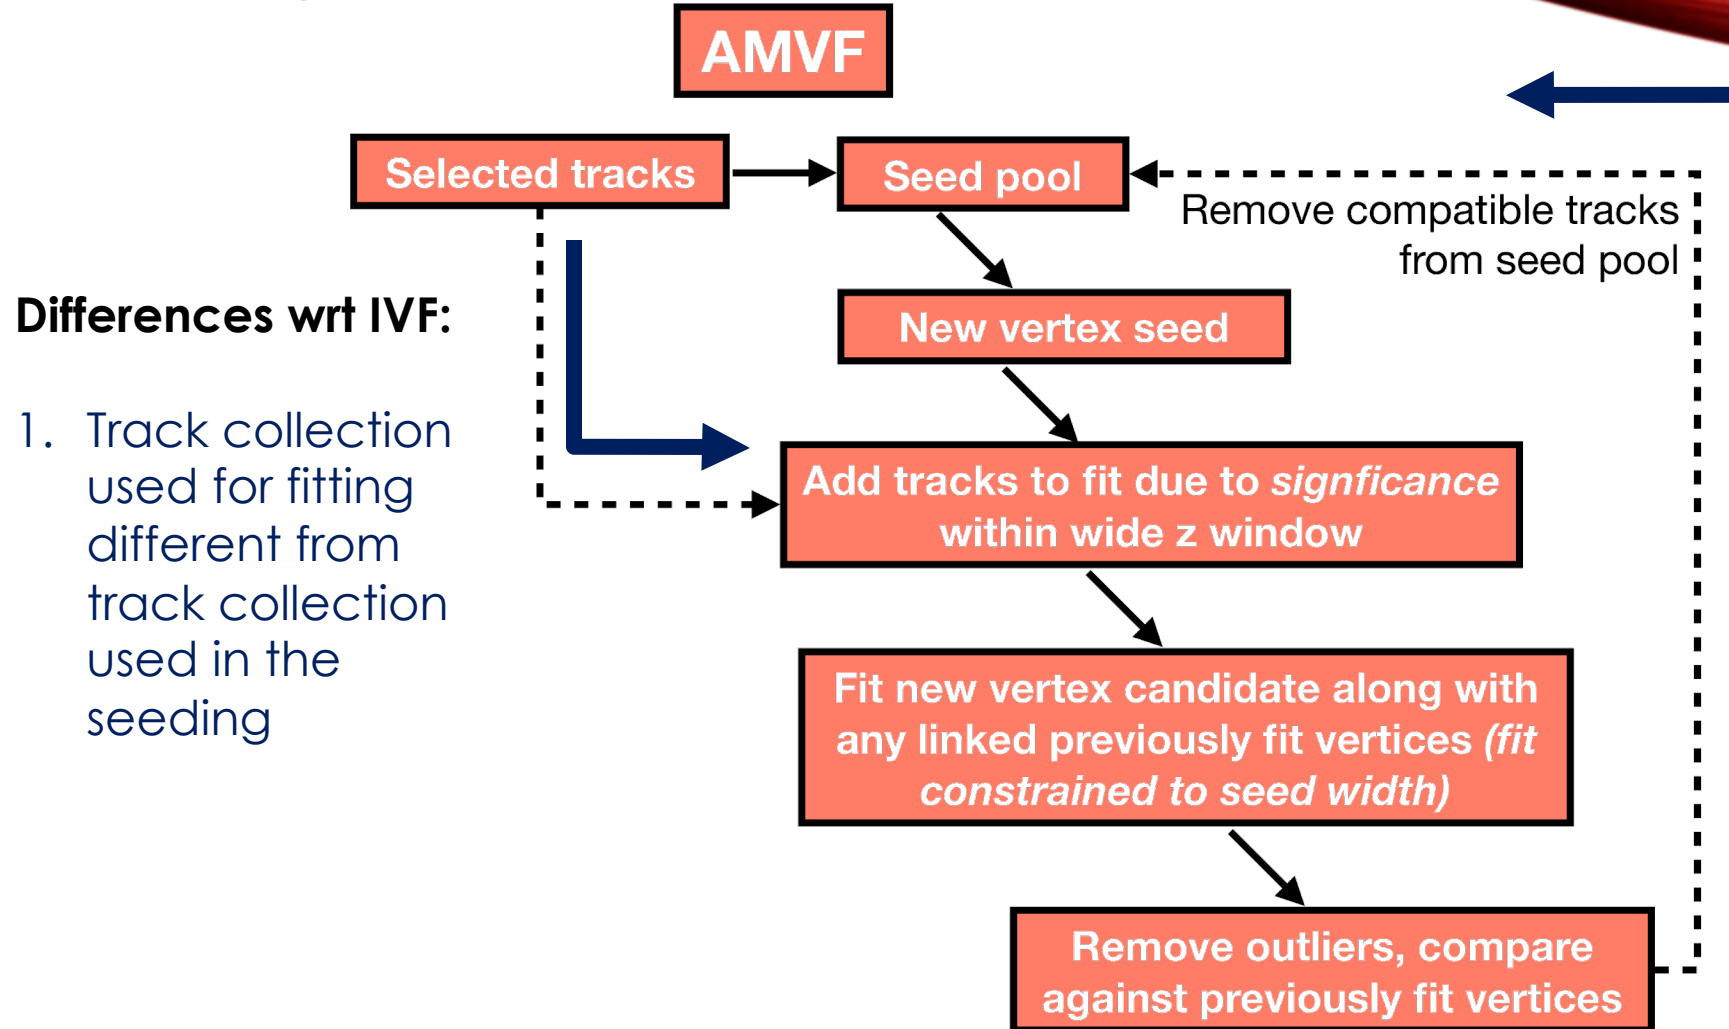 AMVF
Selected tracks
Seed pool
Remove compatible tracks
from seed pool
New vertex seed
Differences wrt IVF:
1. Track collection
used for fitting
different from
track collection
used in the
seeding
Add tracks to fit due to signficance
within wide z window
Fit new vertex candidate along with
any linked previously fit vertices (fit
constrained to seed width)
Remove outliers, compare
against previously fit vertices